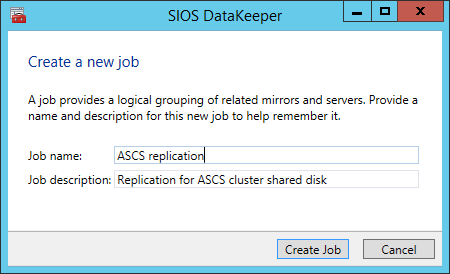 SIOS DataKeeper
Create a new job
A job provides a logical grouping of related mirrors and servers. Provide a
name and description for this new job to help remember it.
Job name: ASCS replication
Job description: Replication for ASCS cluster shared disk
Create Job Cancel